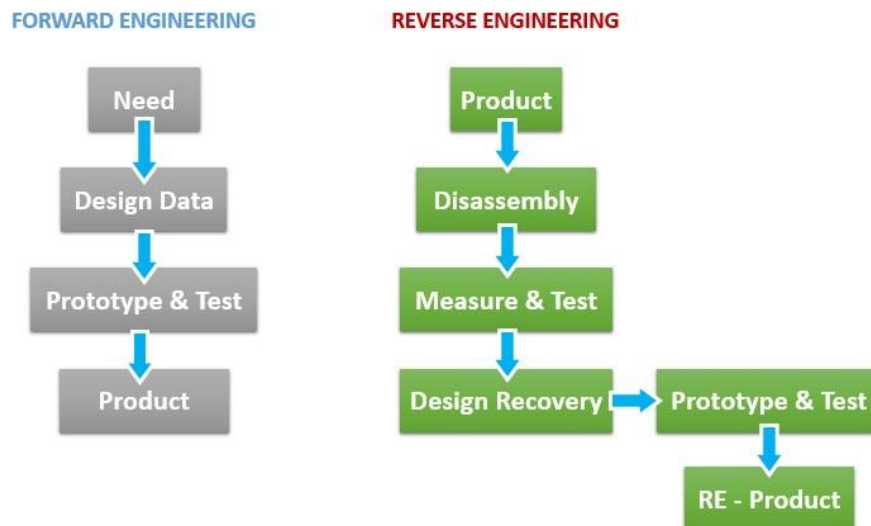 FORWARD ENGINEERING
Need
Design Data
Prototype & Test
Product
REVERSE ENGINEERING
Product
Disassembly
Measure & Test
Design Recovery
Prototype & Test
RE - Product